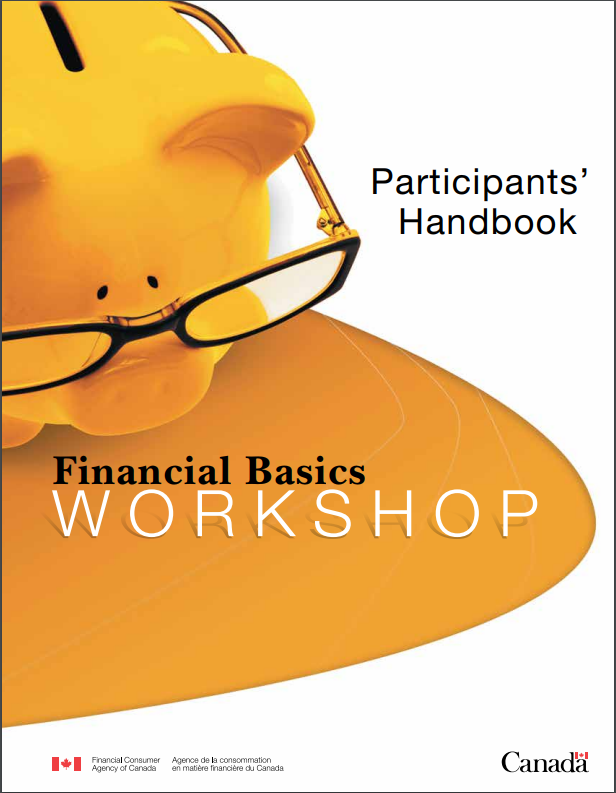 Participants’
Handbook
Financial Basics
WORKSHOP
Financial Consumer
Agency of Canada
Agence de la consommation
en matière financière du Canada
Canada